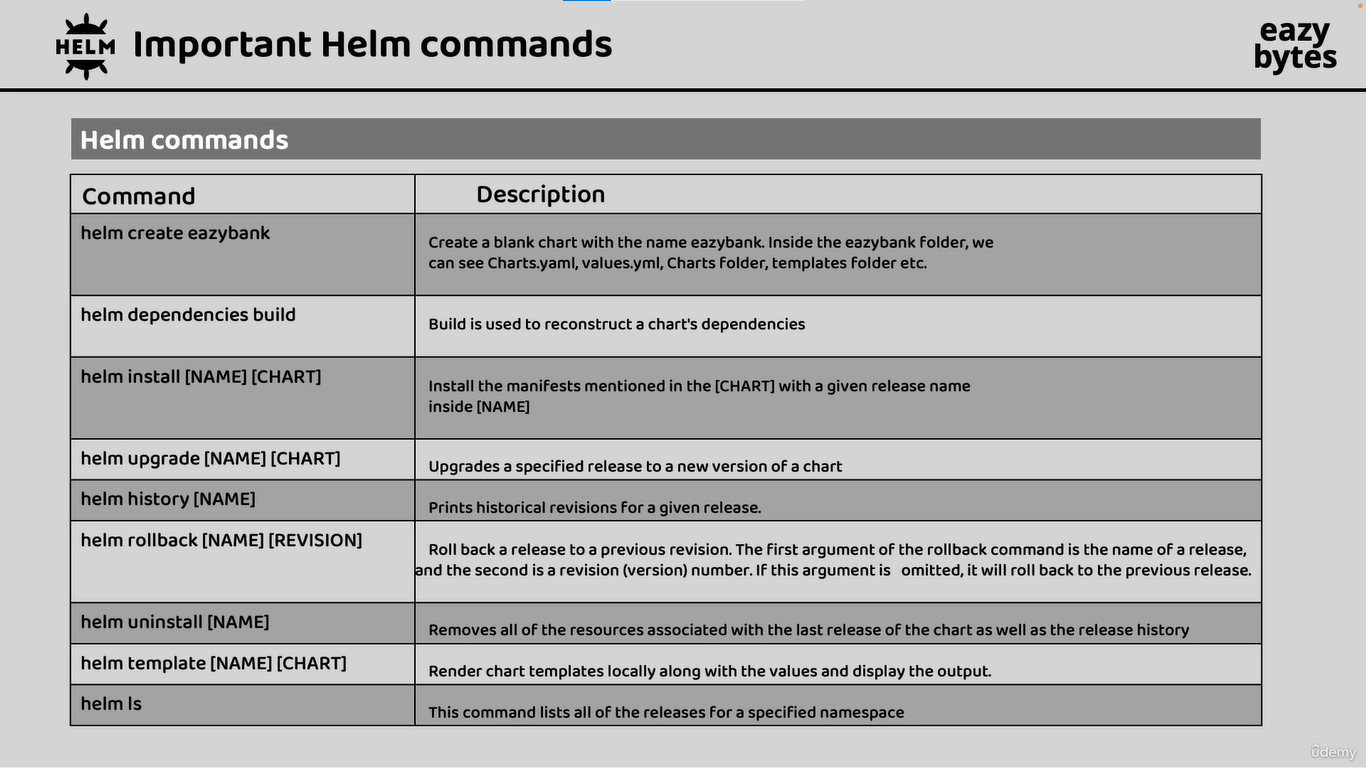 HELM
Important Helm commands
eazy
bytes
Helm commands
Command
Description
helm create eazybank
Create a blank chart with the name eazybank. Inside the eazybank folder, we
can see Charts.yaml, values.yml, Charts folder, templates folder etc.
helm dependencies build
Build is used to reconstruct a chart's dependencies
helm install [NAME] [CHART]
Install the manifests mentioned in the [CHART] with a given release name
inside [NAME]
helm upgrade [NAME] [CHART]
Upgrades a specified release to a new version of a chart
helm history [NAME]
Prints historical revisions for a given release.
helm rollback [NAME] [REVISION]
Roll back a release to a previous revision. The first argument of the rollback command is the name of a release,
and the second is a revision (version) number. If this argument is omitted, it will roll back to the previous release.
helm uninstall [NAME]
Removes all of the resources associated with the last release of the chart as well as the release history
helm template [NAME] [CHART]
Render chart templates locally along with the values and display the output.
helm ls
This command lists all of the releases for a specified namespace
ûdemy